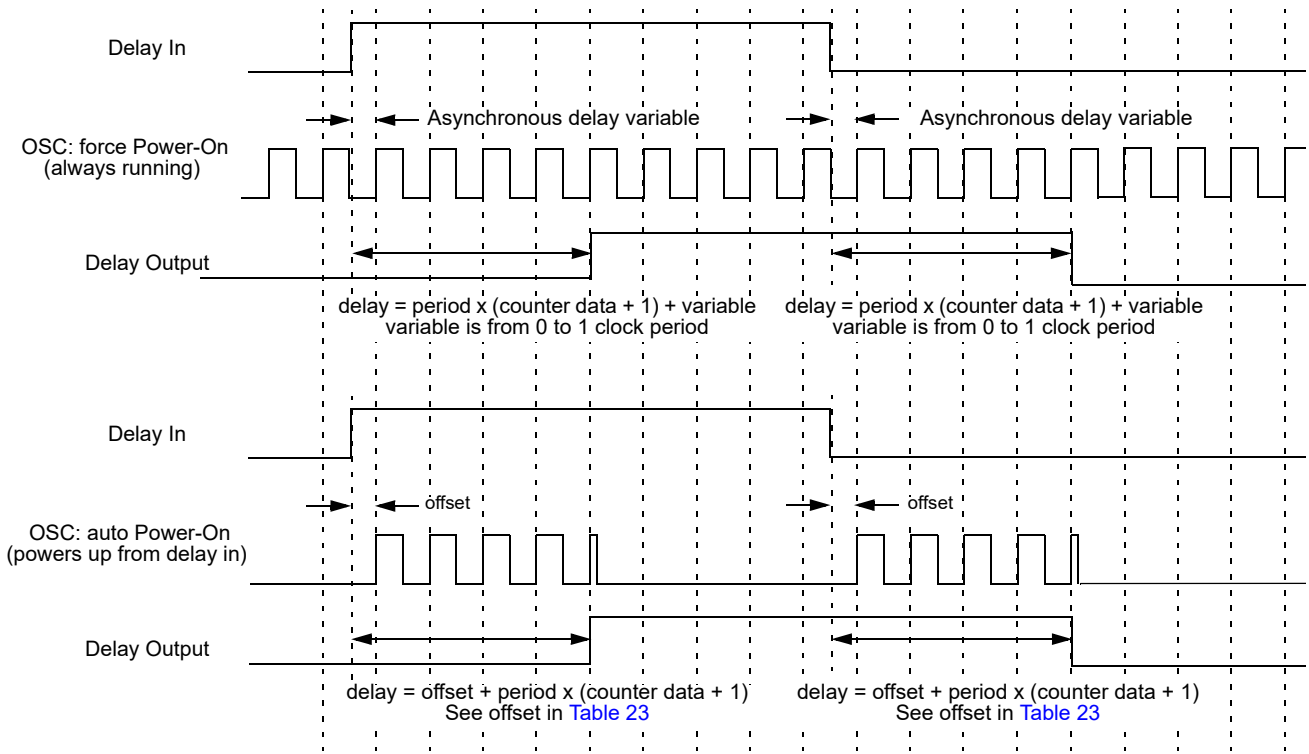 Delay In
Asynchronous delay variable
Asynchronous delay variable
OSC: force Power-On
(always running)
Delay Output
delay = period x (counter data + 1) + variable
variable is from 0 to 1 clock period
delay = period x (counter data + 1) + variable
variable is from 0 to 1 clock period
Delay In
offset
offset
OSC: auto Power-On
(powers up from delay in)
Delay Output
delay = offset + period x (counter data + 1)
See offset in Table 23
delay = offset + period x (counter data + 1)
See offset in Table 23